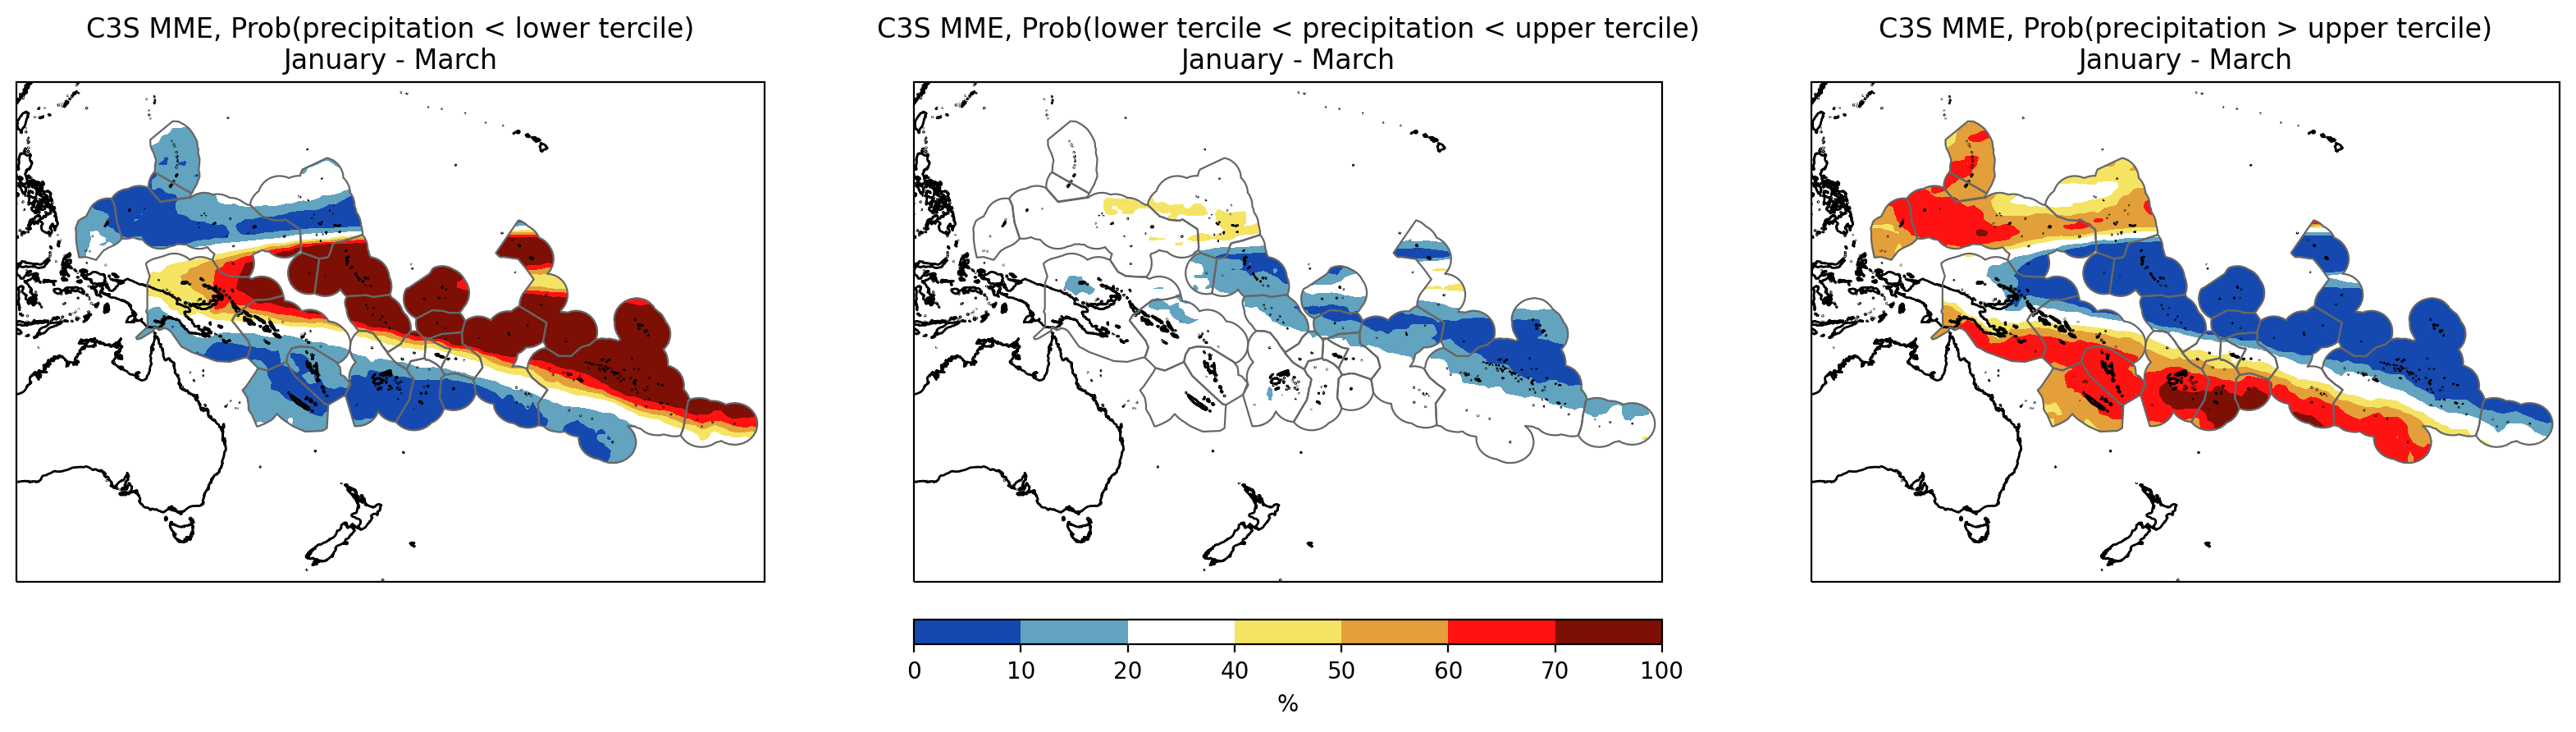 C3S MME, Prob(precipitation < lower tercile)
January - March
C3S MME, Prob(lower tercile < precipitation < upper tercile)
January - March
C3S MME, Prob(precipitation > upper tercile)
January - March
0 10 20 40 50 60 70 100
%